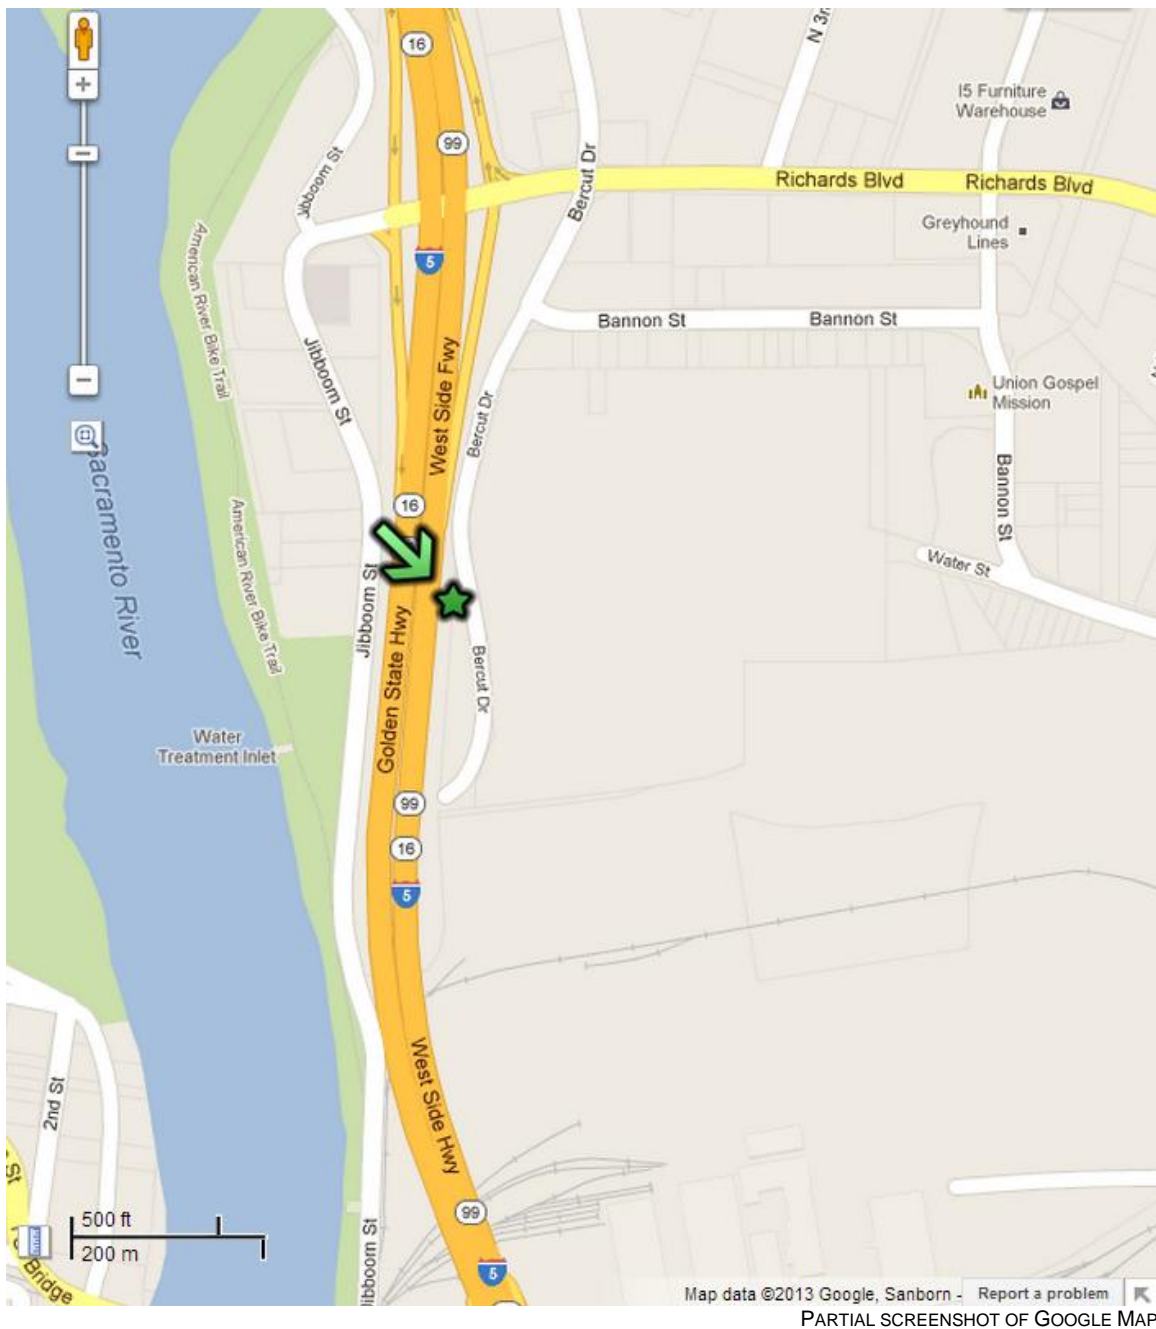 16
N 3r
I5 Furniture
Warehouse
99
Jibboom St
Bercut Dr
Richards Blvd
Richards Blvd
American River Bike Trail
Greyhound
Lines
5
Bannon St
Bannon St
Jibboom St
West Side Fwy
Bercut Dr
Union Gospel
Mission
Sacramento River
16
Bannon St
American River Bike Trail
Water St
Jibboom St
Golden State Hwy
Bercut Dr
Water
Treatment Inlet
99
16
5
West Side Hwy
2nd St
St
99
500 ft
200 m
Jibboom St
5
Bridge
Map data ©2013 Google, Sanborn -
Report a problem
PARTIAL SCREENSHOT OF GOOGLE MAP